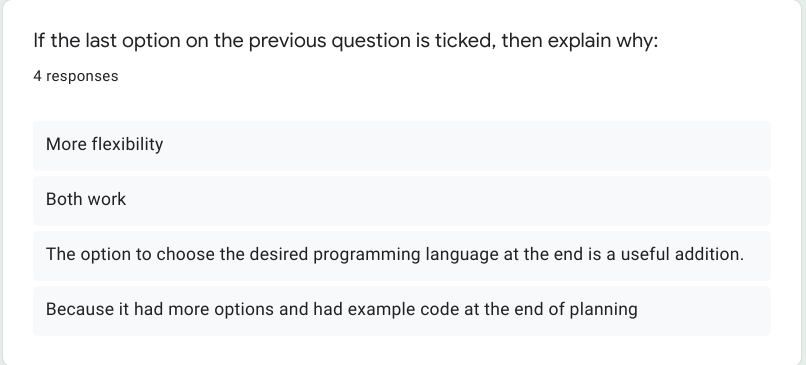 If the last option on the previous question is ticked, then explain why:
4 responses
More flexibility
Both work
The option to choose the desired programming language at the end is a useful addition.
Because it had more options and had example code at the end of planning